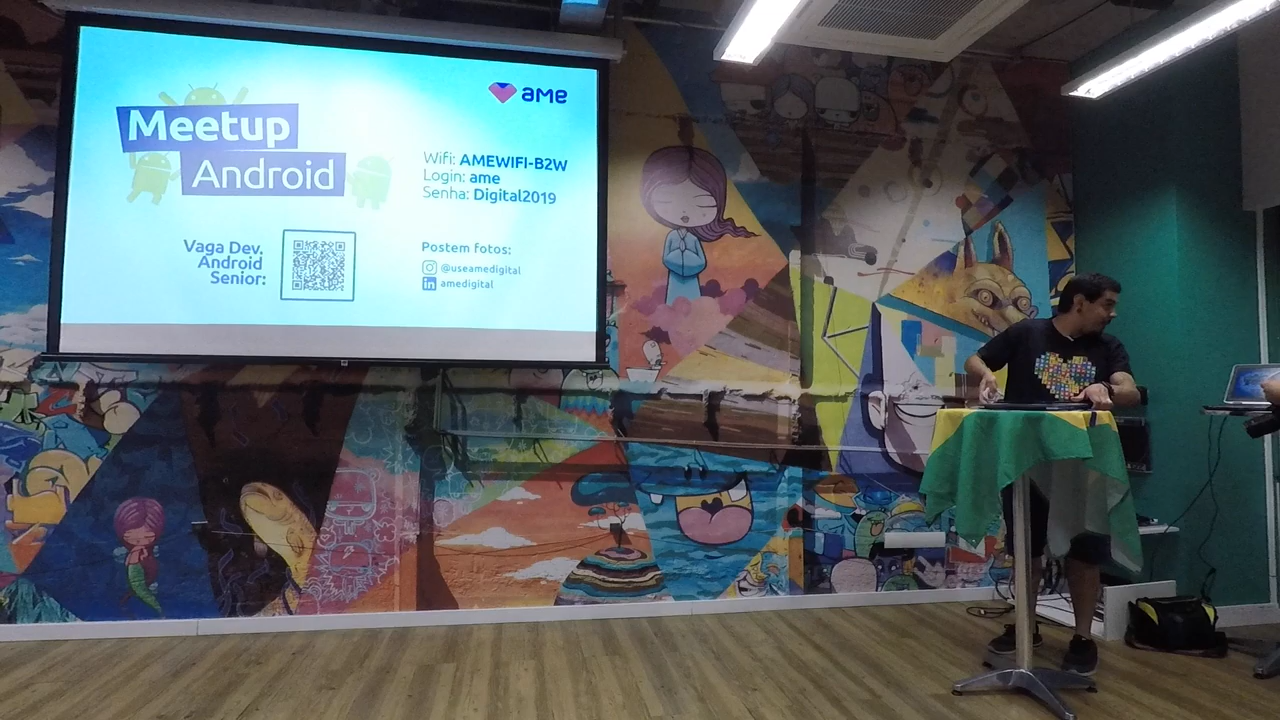 ame
Meetup
Android
Wifi: AMEWIFI-B2W
Login: ame
Senha: Digital2019
Vaga Dev.
Android
Senior:
Postem fotos:
@useamedigital
amedigital